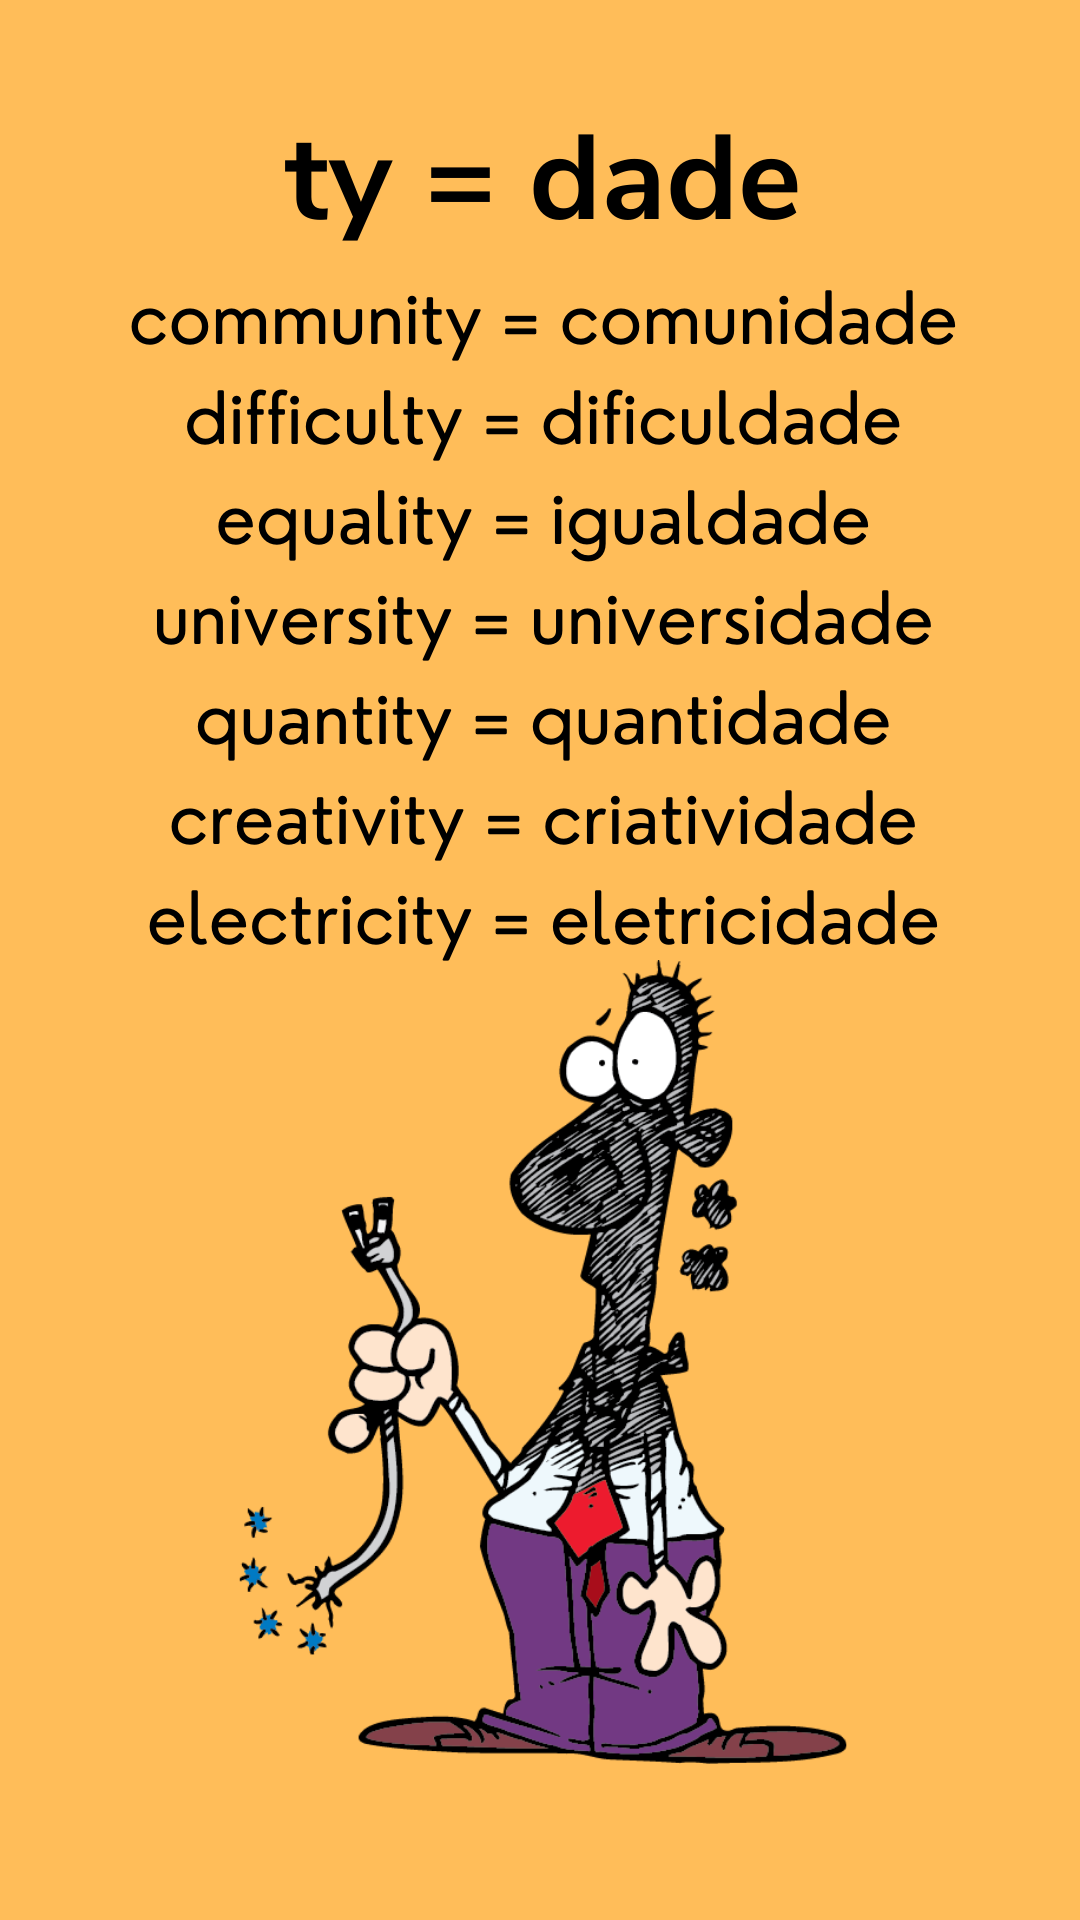 ty = dade
community = comunidade
difficulty = dificuldade
equality = igualdade
university = universidade
quantity = quantidade
creativity = criatividade
electricity = eletricidade